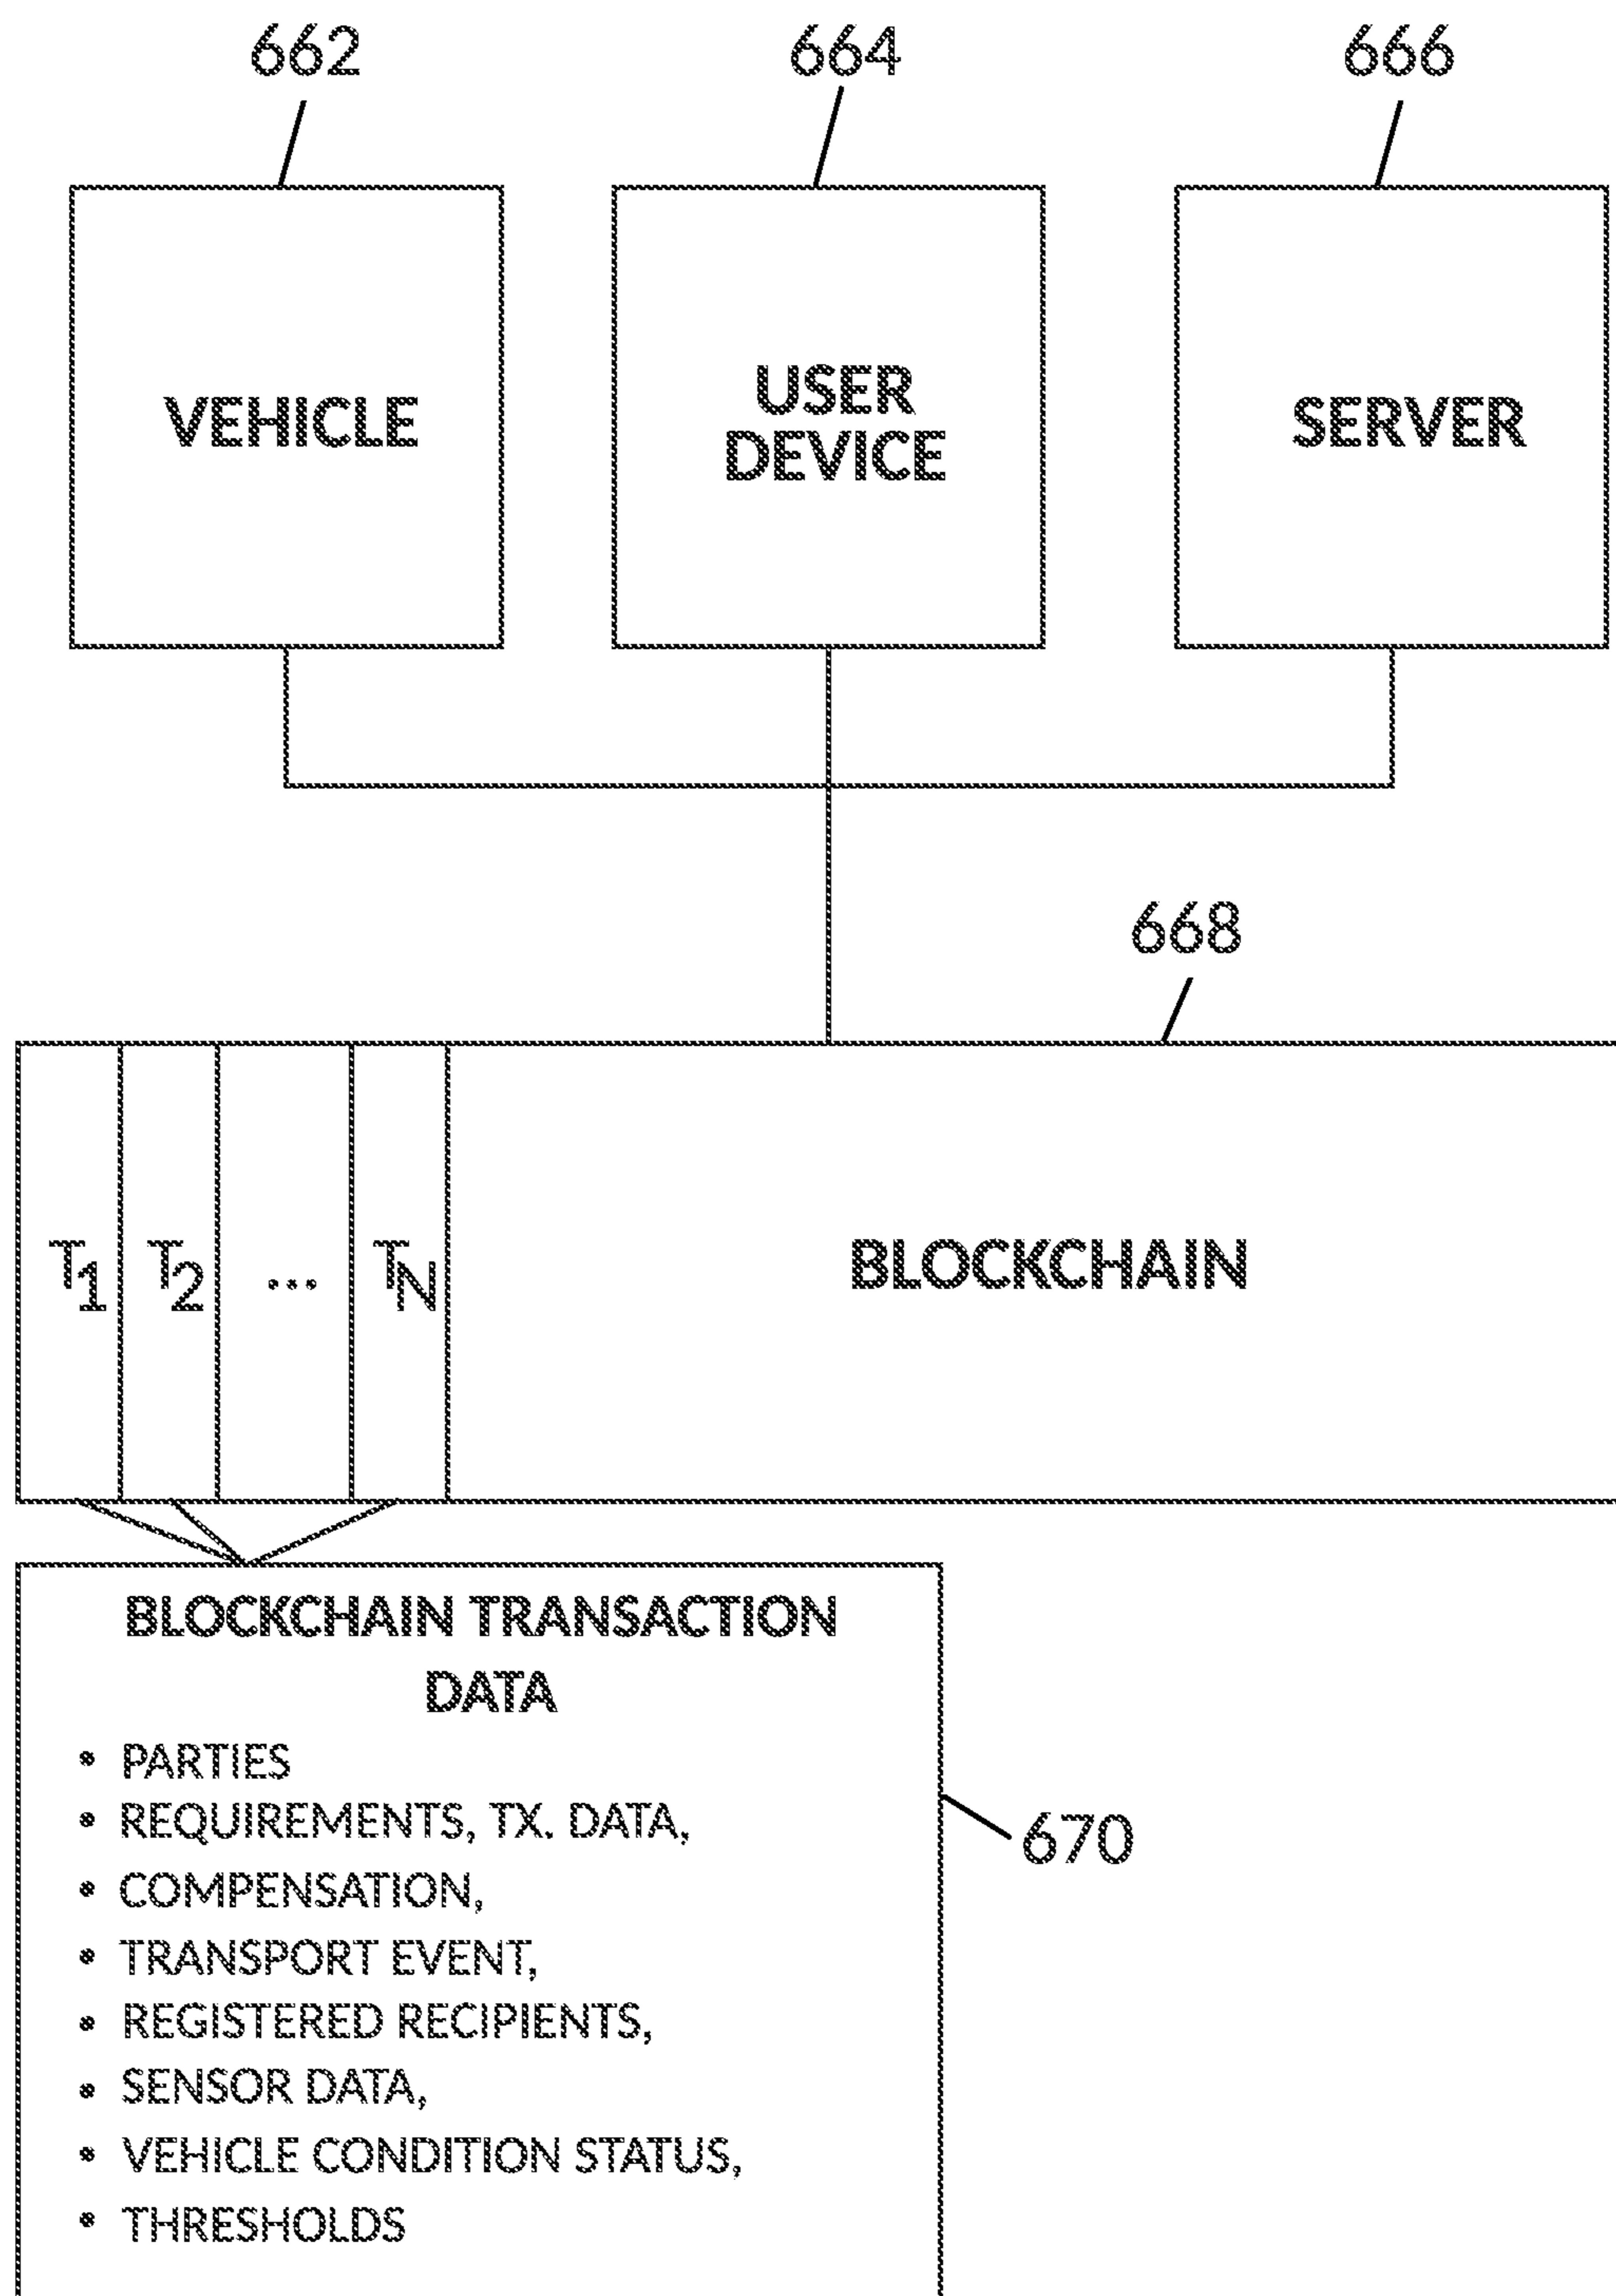 662
664
666
VEHICLE
USER
DEVICE
SERVER
668
T1
T2
...
TN
BLOCKCHAIN
BLOCKCHAIN TRANSACTION
DATA
• PARTIES
• REQUIREMENTS, TX. DATA,
• COMPENSATION,
• TRANSPORT EVENT,
• REGISTERED RECIPIENTS,
• SENSOR DATA,
• VEHICLE CONDITION STATUS,
• THRESHOLDS
670